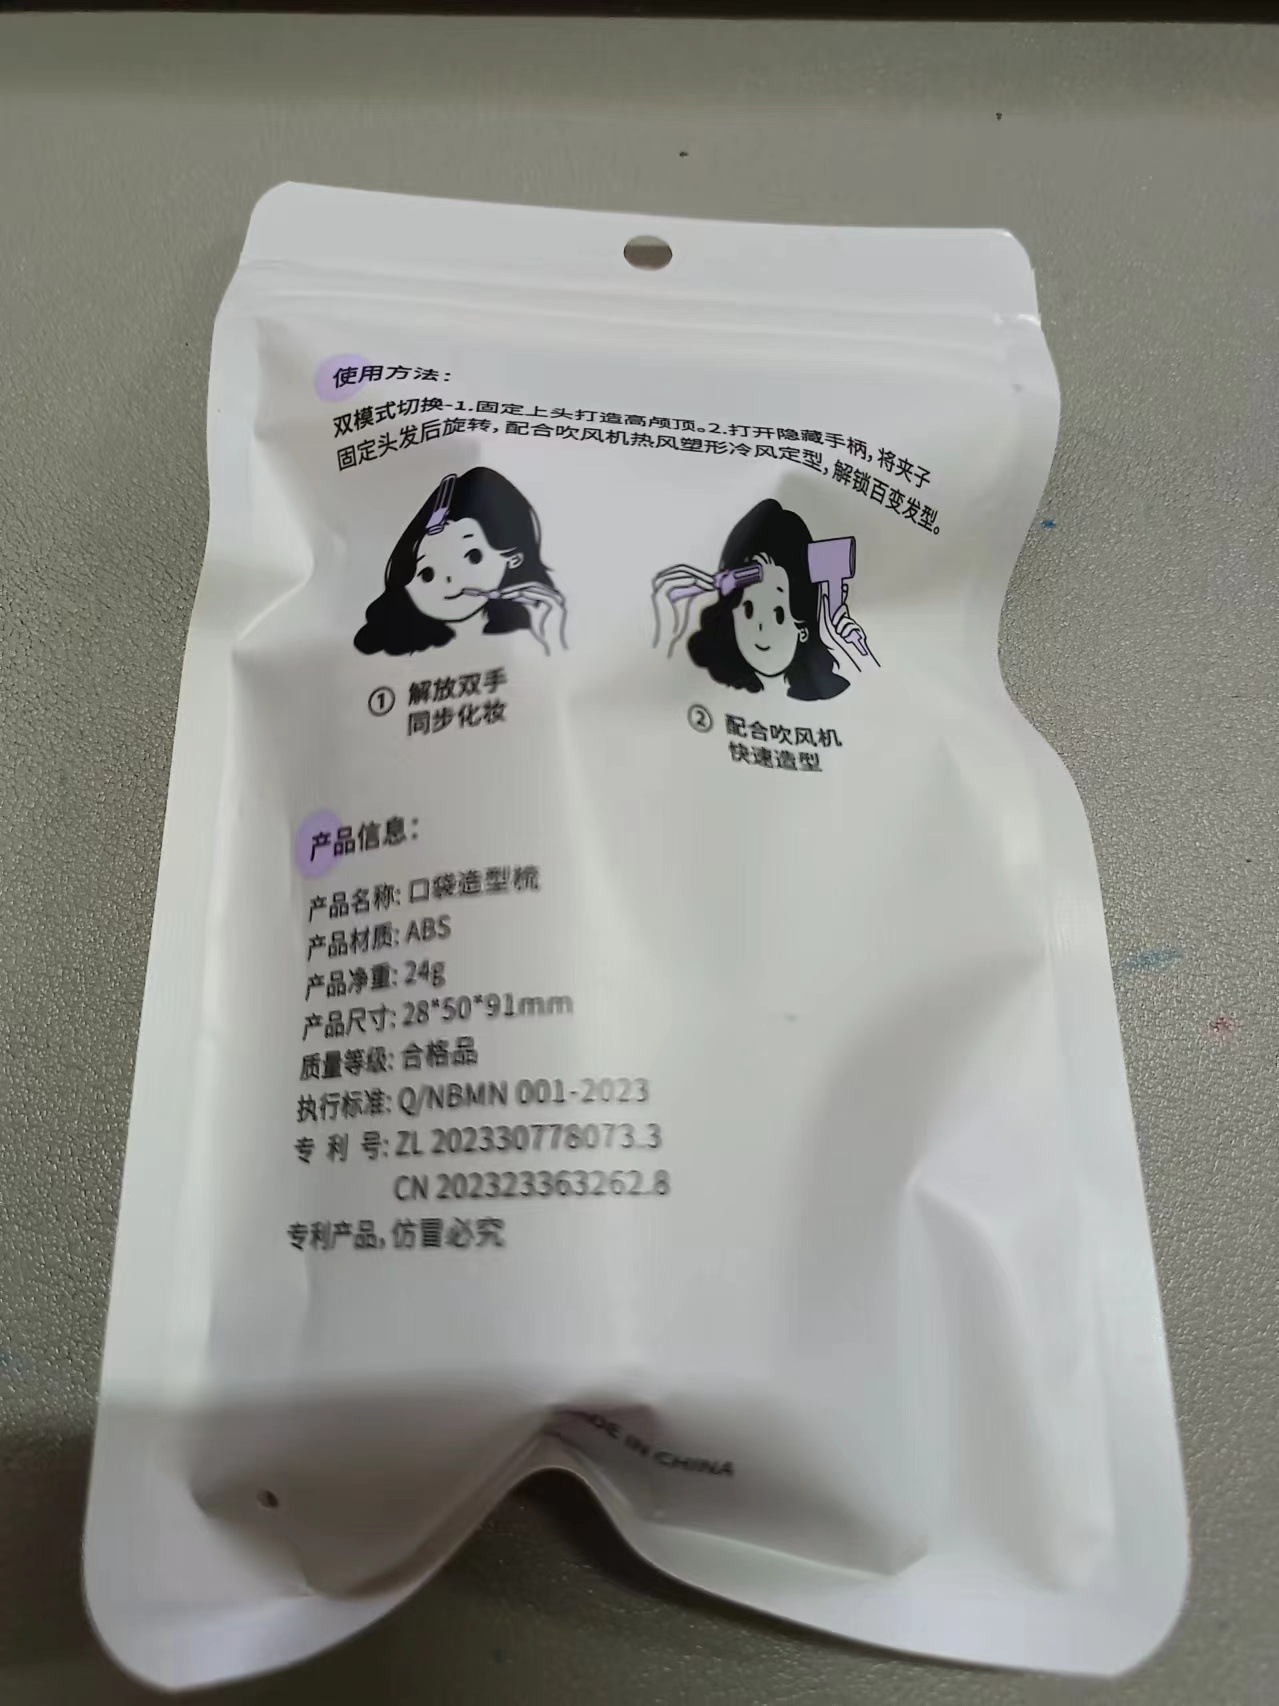 使用方法：
双模式切换-1.固定上头打造高颅顶。2.打开隐藏手柄，将夹子
固定头发后旋转，配合吹风机热风塑形冷风定型，解锁百变发型。
① 解放双手
同步化妆
② 配合吹风机
快速造型
产品信息：
产品名称: 口袋造型梳
产品材质: ABS
产品净重: 24g
产品尺寸: 28*50*91mm
质量等级: 合格品
执行标准: Q/NBMN 001-2023
专 利 号: ZL 202330778073.3
CN 202323363262.8
专利产品, 仿冒必究
MADE IN CHINA